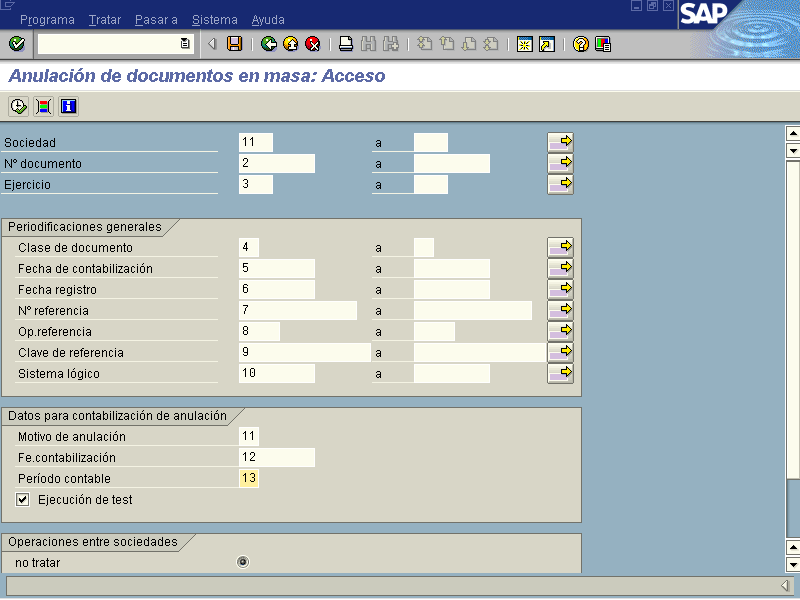 Programa Tratar Pasar a Sistema Ayuda
SAP
Anulación de documentos en masa: Acceso
Sociedad 11 a
Nº documento 2 a
Ejercicio 3 a
Periodificaciones generales
Clase de documento 4 a
Fecha de contabilización 5 a
Fecha registro 6 a
Nº referencia 7 a
Op.referencia 8 a
Clave de referencia 9 a
Sistema lógico 10 a
Datos para contabilización de anulación
Motivo de anulación 11
Fe.contabilización 12
Período contable 13
Ejecución de test
Operaciones entre sociedades
no tratar